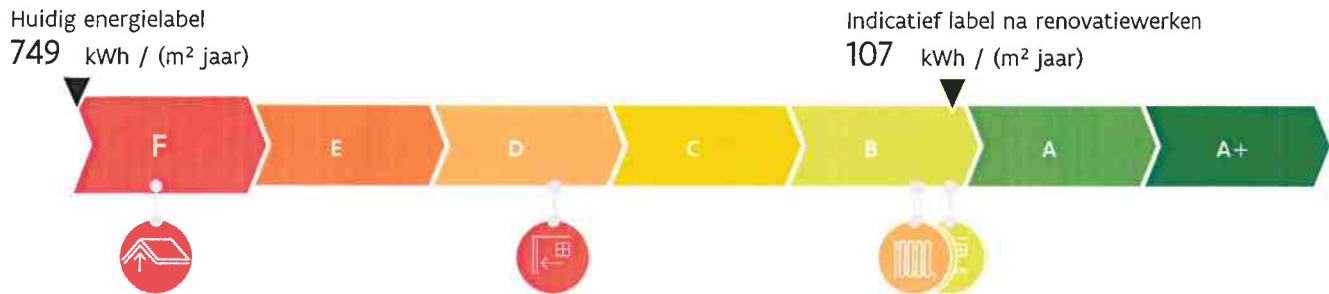 Huidig energielabel
749 kWh / (m² jaar)
Indicatief label na renovatiewerken
107 kWh / (m² jaar)
F E D C B A A+